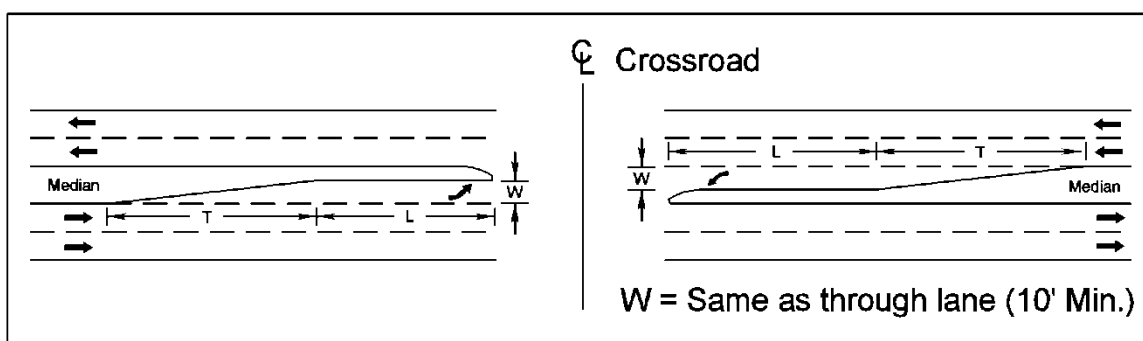 ℄ Crossroad
L T
W
Median W Median
T L
W = Same as through lane (10' Min.)